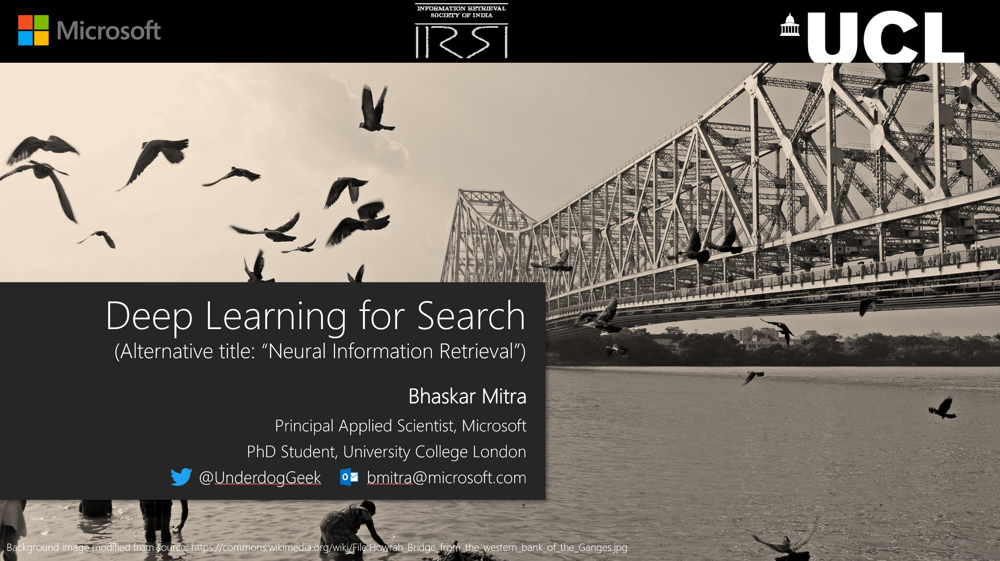 Microsoft
INFORMATION RETRIEVAL
SOCIETY OF INDIA
IRSI
UCL
Deep Learning for Search
(Alternative title: “Neural Information Retrieval”)
Bhaskar Mitra
Principal Applied Scientist, Microsoft
PhD Student, University College London
@UnderdogGeek bmitra@microsoft.com
Background image modified from source: https://commons.wikimedia.org/wiki/File:Howrah_Bridge_from_the_western_bank_of_the_Ganges.jpg